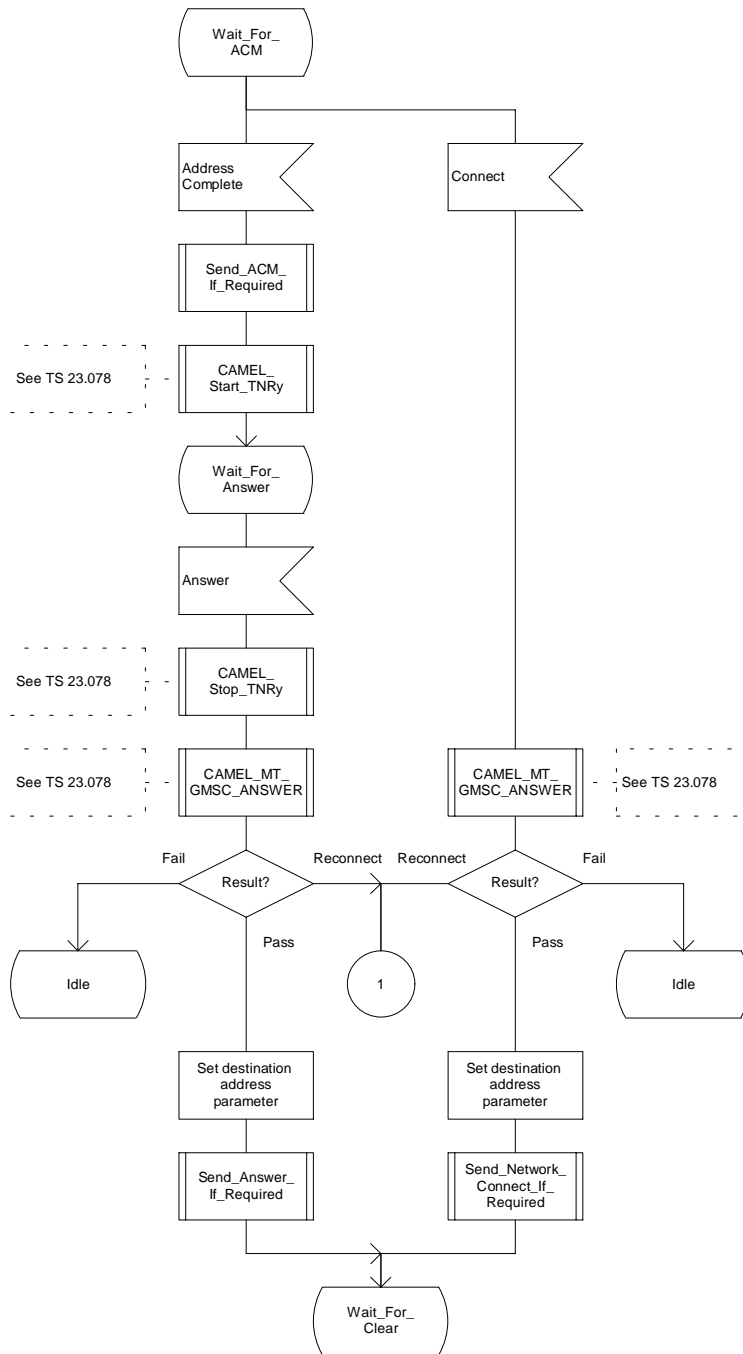 Wait_For_
ACM
Address
Complete
Connect
Send_ACM_
If_Required
See TS 23.078
CAMEL_
Start_TNRy
Wait_For_
Answer
Answer
See TS 23.078
CAMEL_
Stop_TNRy
See TS 23.078
CAMEL_MT_
GMSC_ANSWER
CAMEL_MT_
GMSC_ANSWER
See TS 23.078
Fail
Result?
Reconnect
Reconnect
Result?
Fail
Pass
Pass
Idle
1
Idle
Set destination
address
parameter
Set destination
address
parameter
Send_Answer_
If_Required
Send_Network_
Connect_If_
Required
Wait_For_
Clear